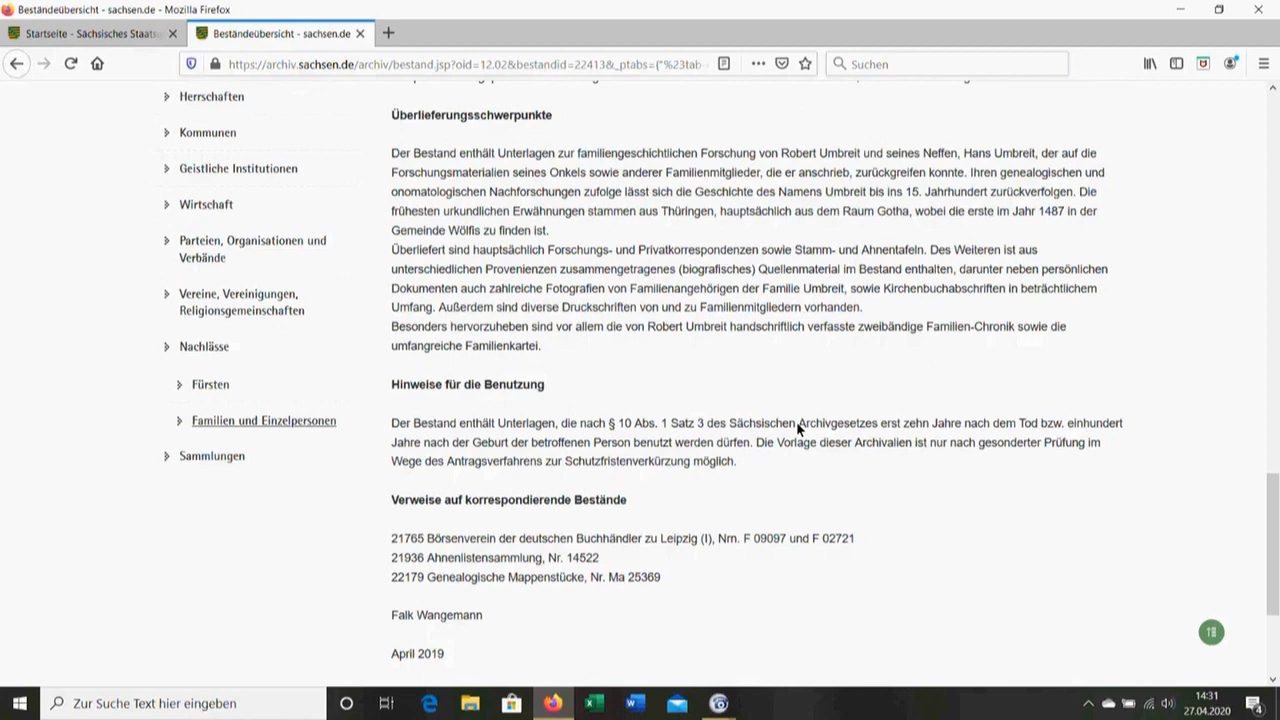 Beständeübersicht - sachsen.de - Mozilla Firefox
Startseite - Sächsisches Staats
Beständeübersicht - sachsen.de
https://archiv.sachsen.de/archiv/bestand.jsp?oid=12.02&bestandid=22413&_ptabs={"%23tab-
Suchen
Herrschaften
Kommunen
Geistliche Institutionen
Wirtschaft
Parteien, Organisationen und
Verbände
Vereine, Vereinigungen,
Religionsgemeinschaften
Nachlässe
Fürsten
Familien und Einzelpersonen
Sammlungen
Überlieferungsschwerpunkte
Der Bestand enthält Unterlagen zur familiengeschichtlichen Forschung von Robert Umbreit und seines Neffen, Hans Umbreit, der auf die
Forschungsmaterialien seines Onkels sowie anderer Familienmitglieder, die er anschrieb, zurückgreifen konnte. Ihren genealogischen und
onomatologischen Nachforschungen zufolge lässt sich die Geschichte des Namens Umbreit bis ins 15. Jahrhundert zurückverfolgen. Die
frühesten urkundlichen Erwähnungen stammen aus Thüringen, hauptsächlich aus dem Raum Gotha, wobei die erste im Jahr 1487 in der
Gemeinde Wölfis zu finden ist.
Überliefert sind hauptsächlich Forschungs- und Privatkorrespondenzen sowie Stamm- und Ahnentafeln. Des Weiteren ist aus
unterschiedlichen Provenienzen zusammengetragenes (biografisches) Quellenmaterial im Bestand enthalten, darunter neben persönlichen
Dokumenten auch zahlreiche Fotografien von Familienangehörigen der Familie Umbreit, sowie Kirchenbuchabschriften in beträchtlichem
Umfang. Außerdem sind diverse Druckschriften von und zu Familienmitgliedern vorhanden.
Besonders hervorzuheben sind vor allem die von Robert Umbreit handschriftlich verfasste zweibändige Familien-Chronik sowie die
umfangreiche Familienkartei.
Hinweise für die Benutzung
Der Bestand enthält Unterlagen, die nach § 10 Abs. 1 Satz 3 des Sächsischen Archivgesetzes erst zehn Jahre nach dem Tod bzw. einhundert
Jahre nach der Geburt der betroffenen Person benutzt werden dürfen. Die Vorlage dieser Archivalien ist nur nach gesonderter Prüfung im
Wege des Antragsverfahrens zur Schutzfristenverkürzung möglich.
Verweise auf korrespondierende Bestände
21765 Börsenverein der deutschen Buchhändler zu Leipzig (I), Nrn. F 09097 und F 02721
21936 Ahnenlistensammlung, Nr. 14522
22179 Genealogische Mappenstücke, Nr. Ma 25369
Falk Wangemann
April 2019
Zur Suche Text hier eingeben
14:31
27.04.2020
4